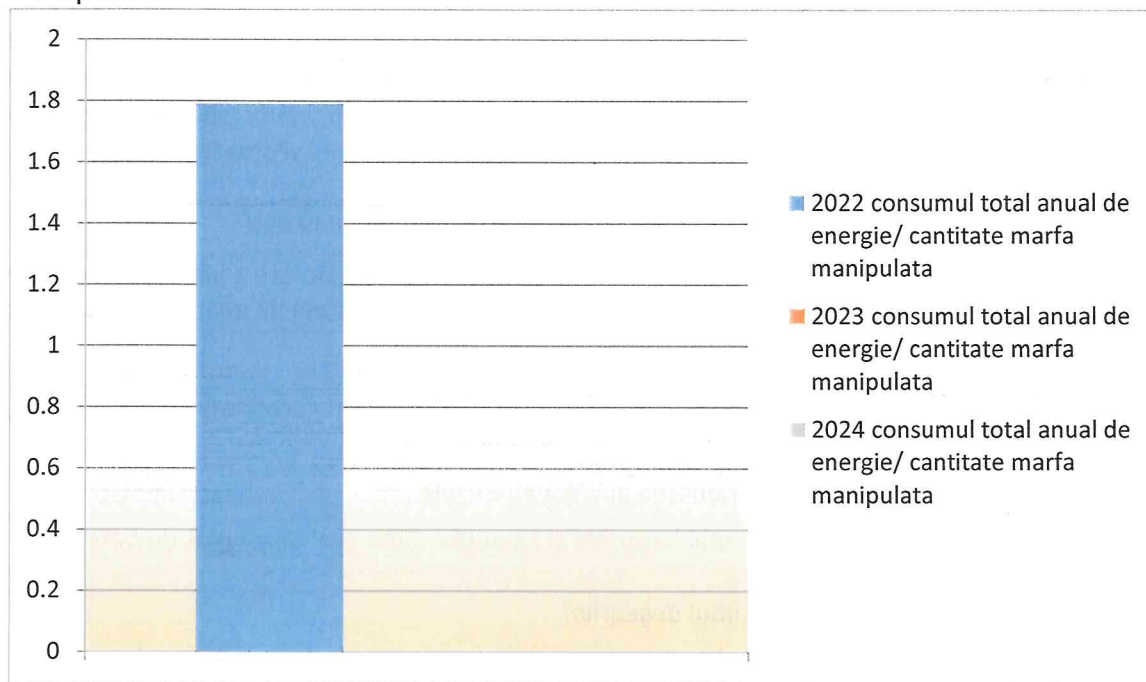 2
1.8
1.6
1.4
1.2
1
0.8
0.6
0.4
0.2
0
2022 consumul total anual de
energie/ cantitate marfa
manipulata
2023 consumul total anual de
energie/ cantitate marfa
manipulata
2024 consumul total anual de
energie/ cantitate marfa
manipulata